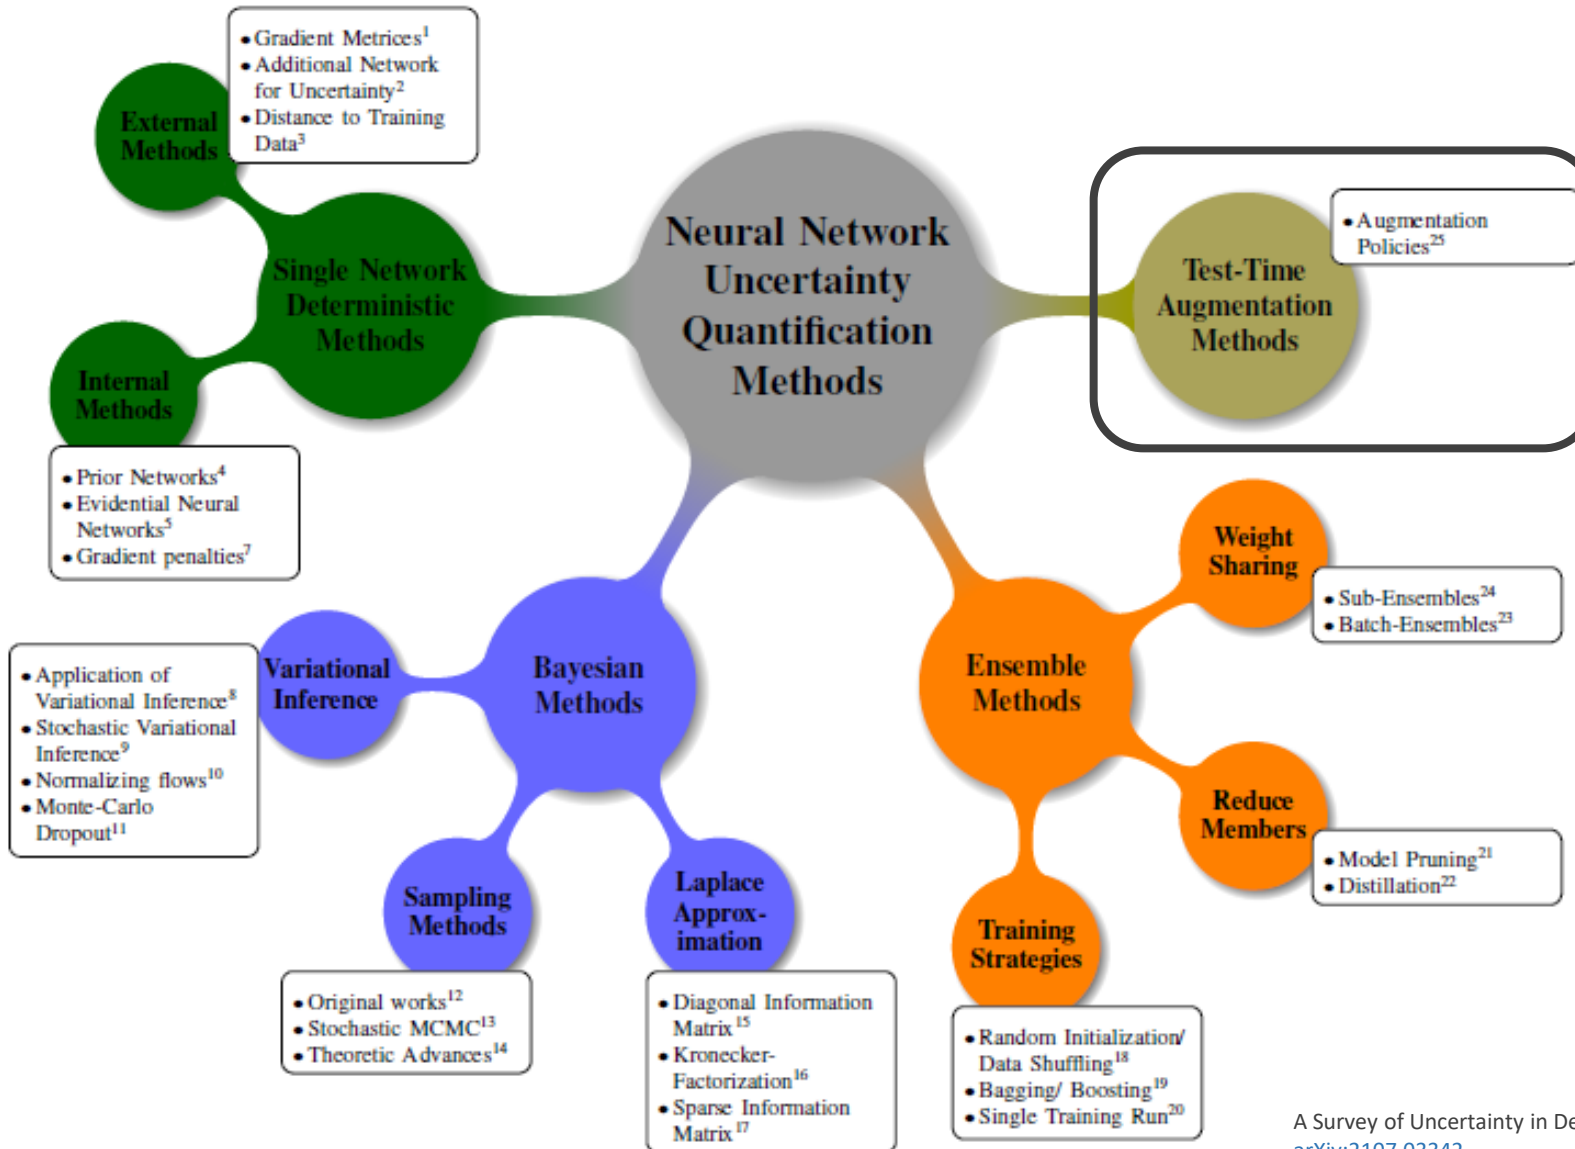 • Gradient Metrices¹
• Additional Network
for Uncertainty²
• Distance to Training
Data³
External
Methods
Single Network
Deterministic
Methods
Internal
Methods
• Prior Networks⁴
• Evidential Neural
Networks⁵
• Gradient penalties⁷
Neural Network
Uncertainty
Quantification
Methods
Test-Time
Augmentation
Methods
• Augmentation
Policies²⁵
Variational
Inference
• Application of
Variational Inference⁸
• Stochastic Variational
Inference⁹
• Normalizing flows¹⁰
• Monte-Carlo
Dropout¹¹
Bayesian
Methods
Sampling
Methods
• Original works¹²
• Stochastic MCMC¹³
• Theoretic Advances¹⁴
Laplace
Approx-
imation
• Diagonal Information
Matrix¹⁵
• Kronecker-
Factorization¹⁶
• Sparse Information
Matrix¹⁷
Ensemble
Methods
Weight
Sharing
• Sub-Ensembles²⁴
• Batch-Ensembles²³
Reduce
Members
• Model Pruning²¹
• Distillation²²
Training
Strategies
• Random Initialization/
Data Shuffling¹⁸
• Bagging/ Boosting¹⁹
• Single Training Run²⁰
A Survey of Uncertainty in De